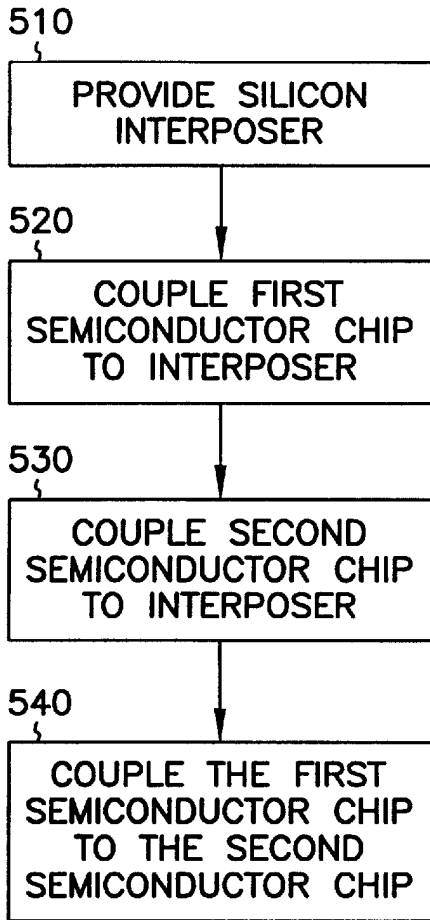 510
PROVIDE SILICON
INTERPOSER
520
COUPLE FIRST
SEMICONDUCTOR CHIP
TO INTERPOSER
530
COUPLE SECOND
SEMICONDUCTOR CHIP
TO INTERPOSER
540
COUPLE THE FIRST
SEMICONDUCTOR CHIP
TO THE SECOND
SEMICONDUCTOR CHIP